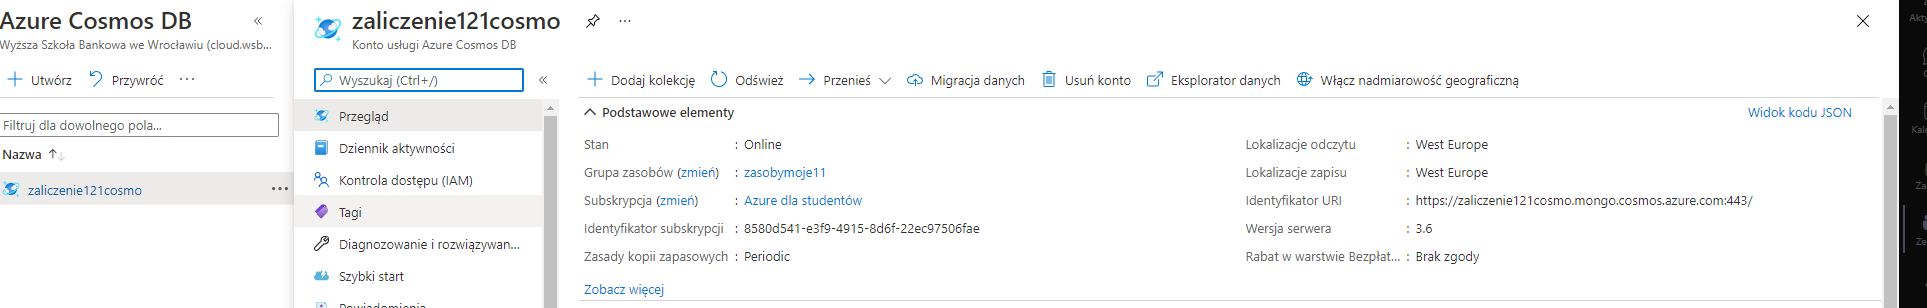 Azure Cosmos DB
«
Wyższa Szkoła Bankowa we Wrocławiu (cloud.wsb...
+ Utwórz
Przywróć
...
Filtruj dla dowolnego pola...
Nazwa ↑↓
zaliczenie121cosmo
...
zaliczenie121cosmo
...
Konto usługi Azure Cosmos DB
Wyszukaj (Ctrl+/)
«
Przegląd
Dziennik aktywności
Kontrola dostępu (IAM)
Tagi
Diagnozowanie i rozwiązywan...
Szybki start
Powiadomienia
+ Dodaj kolekcję
Odśwież
Przenieś
Migracja danych
Usuń konto
Eksplorator danych
Włącz nadmiarowość geograficzną
Podstawowe elementy
Widok kodu JSON
Stan : Online
Grupa zasobów (zmień) : zasobymoje11
Subskrypcja (zmień) : Azure dla studentów
Identyfikator subskrypcji : 8580d541-e3f9-4915-8d6f-22ec97506fae
Zasady kopii zapasowych : Periodic
Zobacz więcej
Lokalizacje odczytu : West Europe
Lokalizacje zapisu : West Europe
Identyfikator URI : https://zaliczenie121cosmo.mongo.cosmos.azure.com:443/
Wersja serwera : 3.6
Rabat w warstwie Bezpłat... : Brak zgody